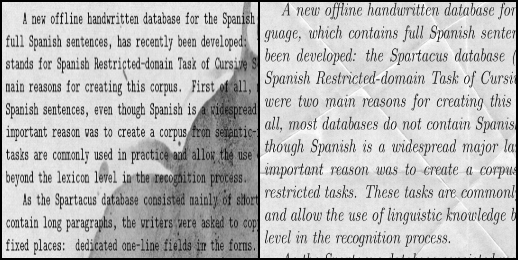 A new offline handwritten database for the Spanish
full Spanish sentences, has recently been developed:
stands for Spanish Restricted-domain Task of Cursive S
main reasons for creating this corpus. First of all,
Spanish sentences, even though Spanish is a widespread
important reason was to create a corpus from semantic-
tasks are commonly used in practice and allow the use
beyond the lexicon level in the recognition process.
As the Spartacus database consisted mainly of short
contain long paragraphs, the writers were asked to cop
fixed places: dedicated one-line fields in the forms.
A new offline handwritten database for
guage, which contains full Spanish senten
been developed: the Spartacus database (
Spanish Restricted-domain Task of Cursi
were two main reasons for creating this
all, most databases do not contain Spanis
though Spanish is a widespread major la
important reason was to create a corpus
restricted tasks. These tasks are commonly
and allow the use of linguistic knowledge b
level in the recognition process.